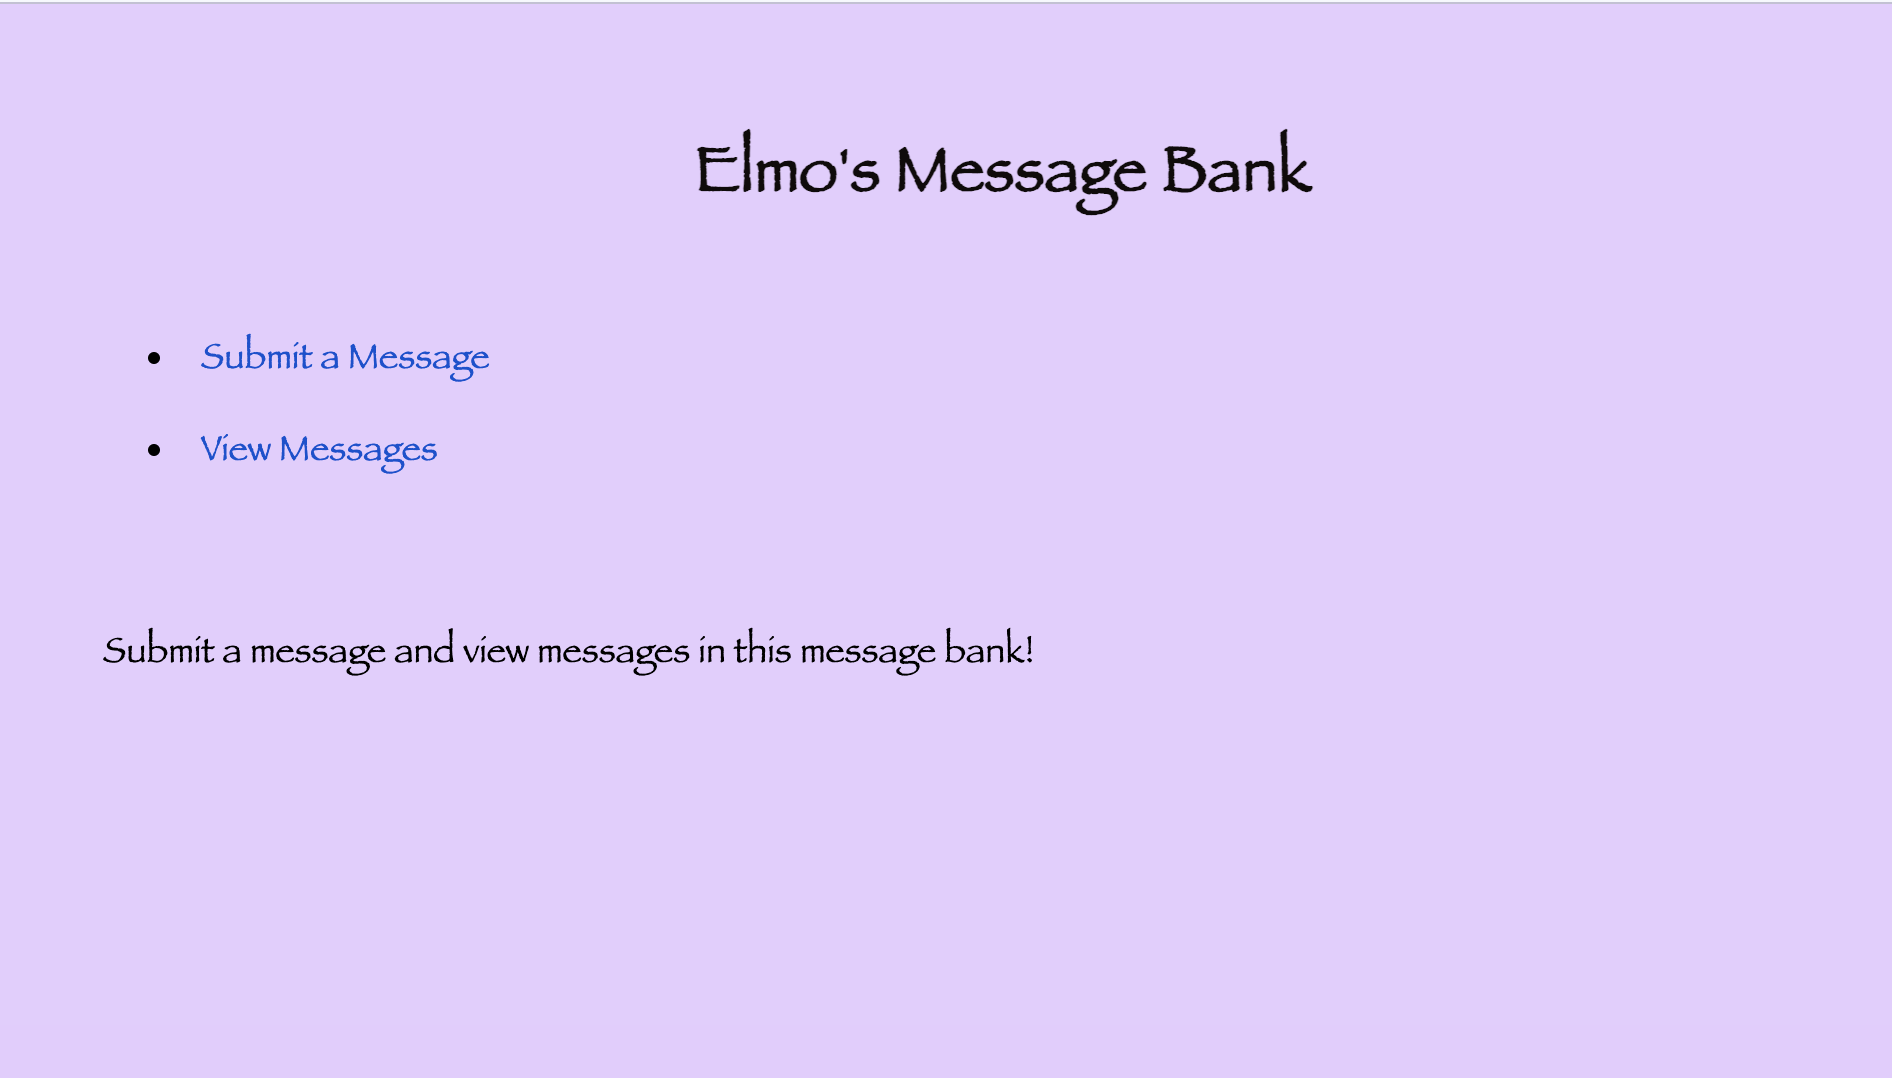 Elmo's Message Bank
Submit a Message
View Messages
Submit a message and view messages in this message bank!